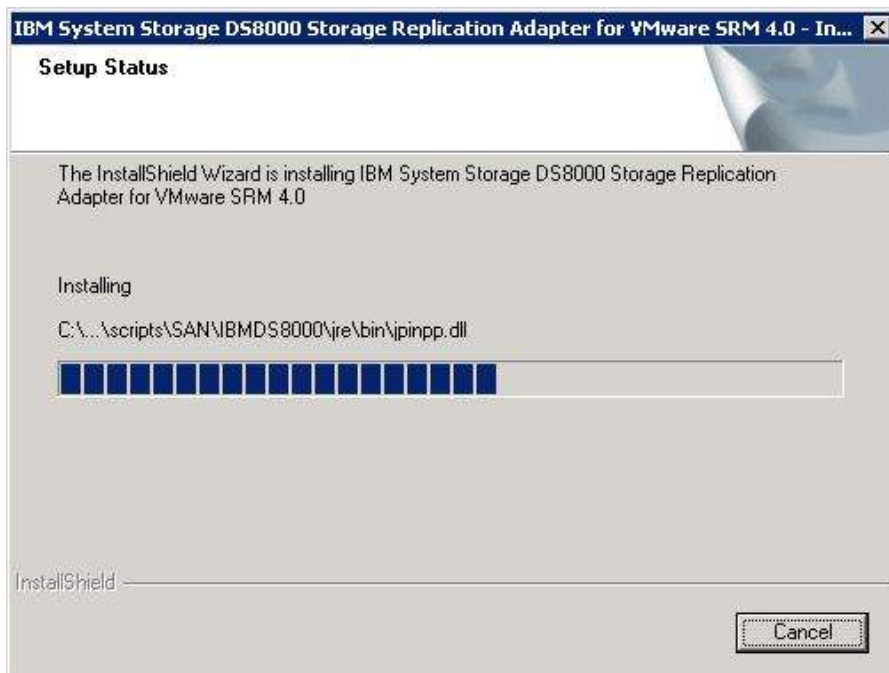 IBM System Storage DS8000 Storage Replication Adapter for VMware SRM 4.0 - In...
Setup Status
The InstallShield Wizard is installing IBM System Storage DS8000 Storage Replication
Adapter for VMware SRM 4.0
Installing
C:\...\scripts\SAN\IBMDS8000\jre\bin\jpinpp.dll
InstallShield
Cancel